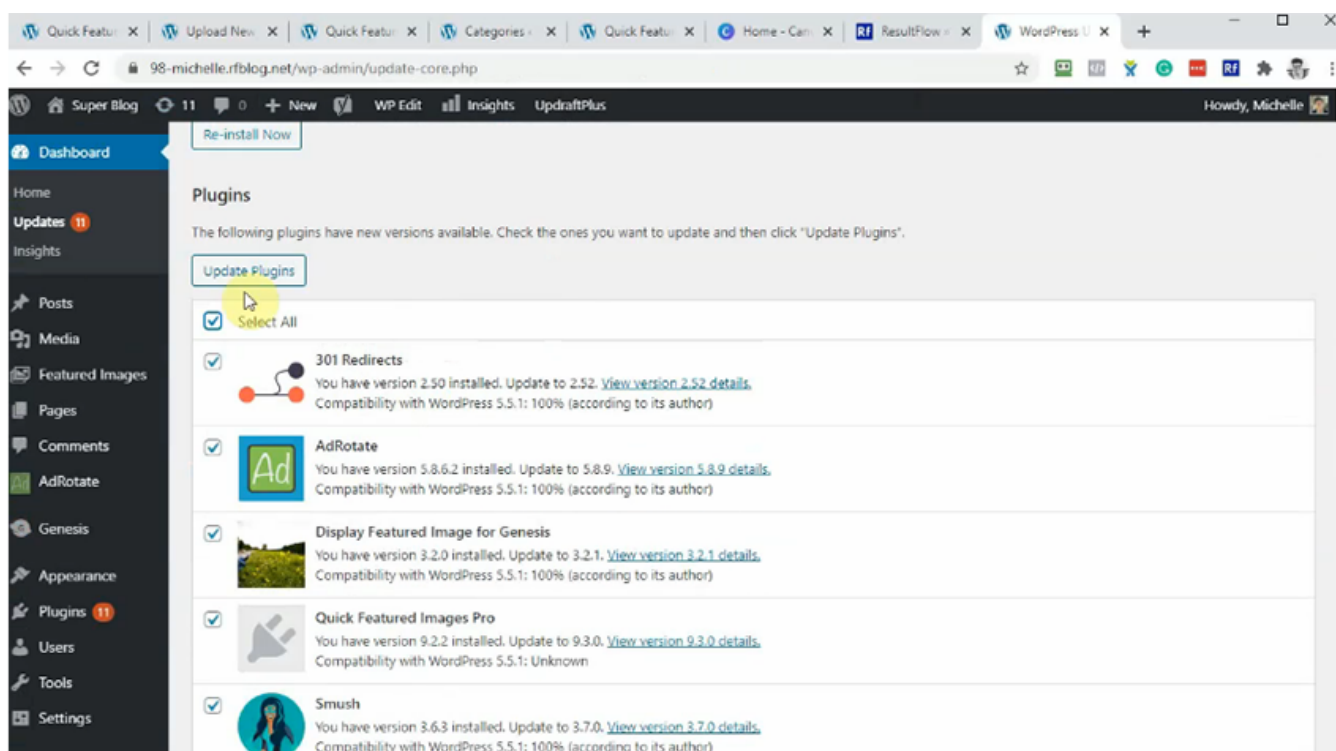 Quick Featur
Upload New
Quick Featur
Categories
Quick Featur
Home - Can
Rf ResultFlow
WordPress U
98-michelle.rfblog.net/wp-admin/update-core.php
Rf
Super Blog 11 0 + New WP Edit Insights UpdraftPlus Howdy, Michelle
Re-install Now
Dashboard
Home
Updates 11
Insights
Posts
Media
Featured Images
Pages
Comments
Ad AdRotate
Genesis
Appearance
Plugins 11
Users
Tools
Settings
Plugins
The following plugins have new versions available. Check the ones you want to update and then click "Update Plugins".
Update Plugins
Select All
301 Redirects
You have version 2.50 installed. Update to 2.52. View version 2.52 details.
Compatibility with WordPress 5.5.1: 100% (according to its author)
Ad
AdRotate
You have version 5.8.6.2 installed. Update to 5.8.9. View version 5.8.9 details.
Compatibility with WordPress 5.5.1: 100% (according to its author)
Display Featured Image for Genesis
You have version 3.2.0 installed. Update to 3.2.1. View version 3.2.1 details.
Compatibility with WordPress 5.5.1: 100% (according to its author)
Quick Featured Images Pro
You have version 9.2.2 installed. Update to 9.3.0. View version 9.3.0 details.
Compatibility with WordPress 5.5.1: Unknown
Smush
You have version 3.6.3 installed. Update to 3.7.0. View version 3.7.0 details.
Compatibility with WordPress 5.5.1: 100% (according to its author)